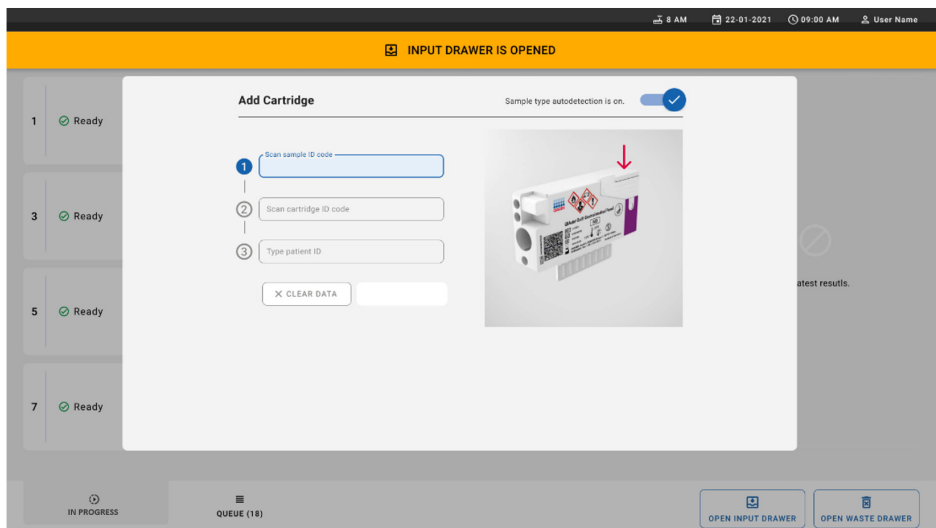 8 AM 22-01-2021 09:00 AM User Name
INPUT DRAWER IS OPENED
Add Cartridge
Sample type autodetection is on.
1 Ready
3 Ready
5 Ready
7 Ready
1 Scan sample ID code
2 Scan cartridge ID code
3 Type patient ID
CLEAR DATA
atest resutls.
IN PROGRESS
QUEUE (18)
OPEN INPUT DRAWER
OPEN WASTE DRAWER